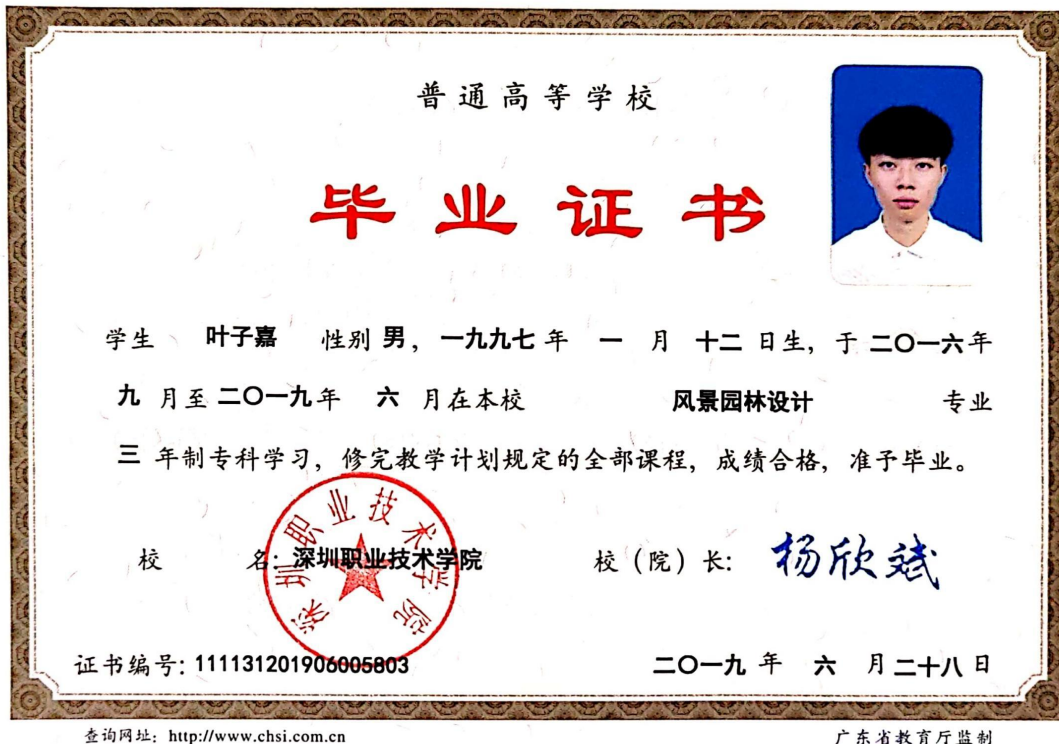 普通高等学校
毕业证书
学生 叶子嘉 性别 男，一九九七 年 一 月 十二 日生，于 二〇一六 年
九 月至 二〇一九 年 六 月在本校 风景园林设计 专业
三 年制专科学习，修完教学计划规定的全部课程，成绩合格，准予毕业。
深圳职业技术学院
校 名：深圳职业技术学院 校（院）长：杨欣斌
证书编号：111131201906005803 二〇一九 年 六 月 二十八 日
查询网址：http://www.chsi.com.cn 广东省教育厅监制